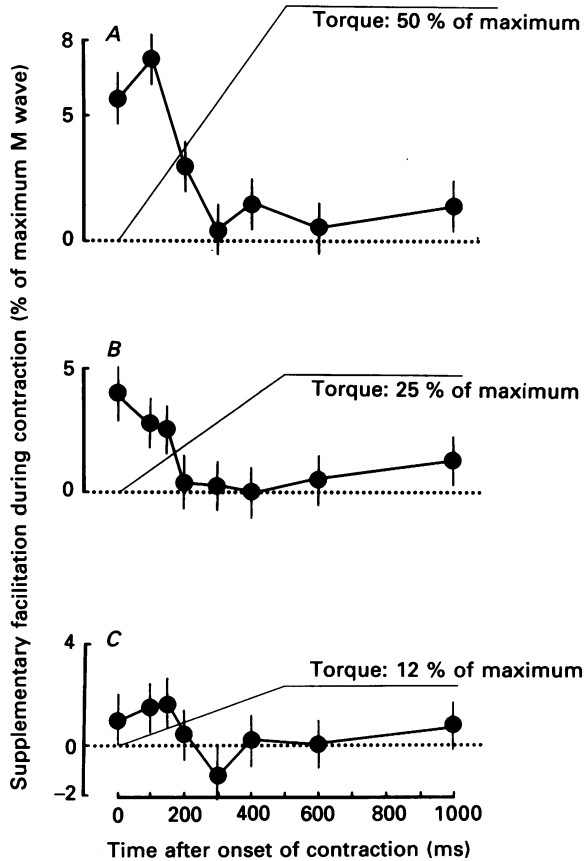 Supplementary facilitation during contraction (% of maximum M wave)
A
Torque: 50 % of maximum
8
5
0
B
Torque: 25 % of maximum
5
0
C
Torque: 12 % of maximum
4
0
−2
0 200 400 600 800 1000
Time after onset of contraction (ms)